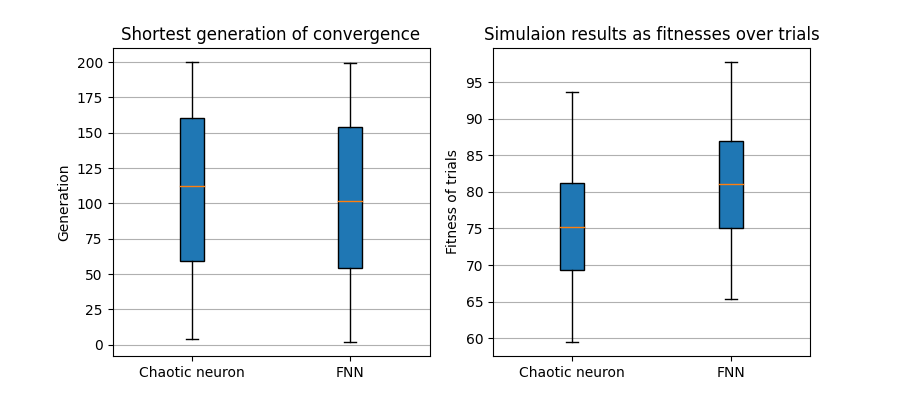 Shortest generation of convergence
Generation
200
175
150
125
100
75
50
25
0
Chaotic neuron
FNN
Simulaion results as fitnesses over trials
Fitness of trials
95
90
85
80
75
70
65
60
Chaotic neuron
FNN